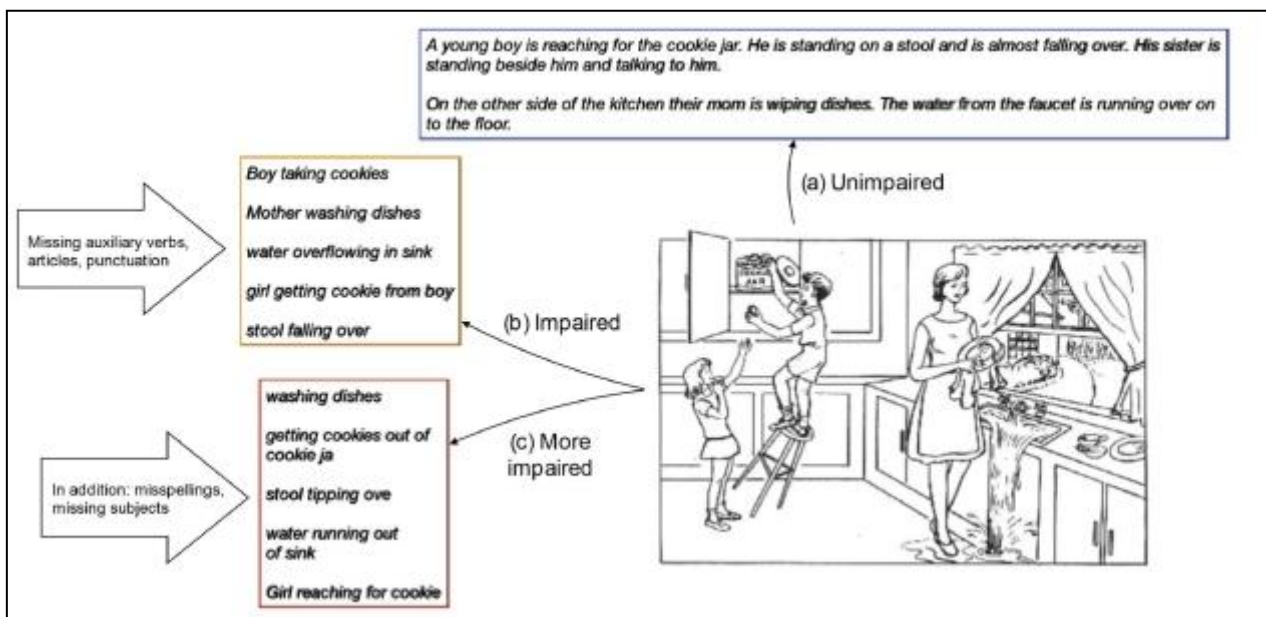 A young boy is reaching for the cookie jar. He is standing on a stool and is almost falling over. His sister is
standing beside him and talking to him.
On the other side of the kitchen their mom is wiping dishes. The water from the faucet is running over on
to the floor.
(a) Unimpaired
Boy taking cookies
Mother washing dishes
water overflowing in sink
girl getting cookie from boy
stool falling over
Missing auxiliary verbs,
articles, punctuation
(b) Impaired
washing dishes
getting cookies out of
cookie ja
stool tipping ove
water running out
of sink
Girl reaching for cookie
(c) More
impaired
In addition: misspellings,
missing subjects
COOKIE
JAR